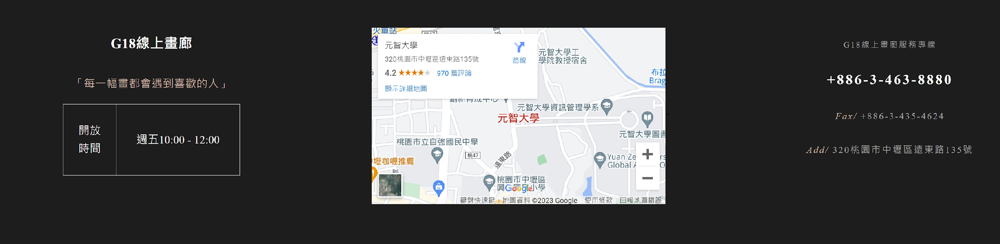 G18線上畫廊
「每一幅畫都會遇到喜歡的人」
開放
時間
週五10:00 - 12:00
火車站
元智大學
320桃園市中壢區遠東路135號
4.2
970 篇評論
顯示詳細地圖
路線
元智大學工
學院教授宿舍
布拉
Brag
創新育成中心
元智大學資訊管理學系
元智大學
元智大學圖書
桃園市立自強國民中學
桃47
遠東路
壢咖喱推薦
Yuan Ze
Global
桃園市中壢區
興國國民小學
Google
鍵盤快速鍵
地圖資料 ©2023 Google
使用條款
回報地圖錯誤
"
G18線上畫廊服務專線
+886-3-463-8880
Fax/ +886-3-435-4624
Add/ 320桃園市中壢區遠東路135號